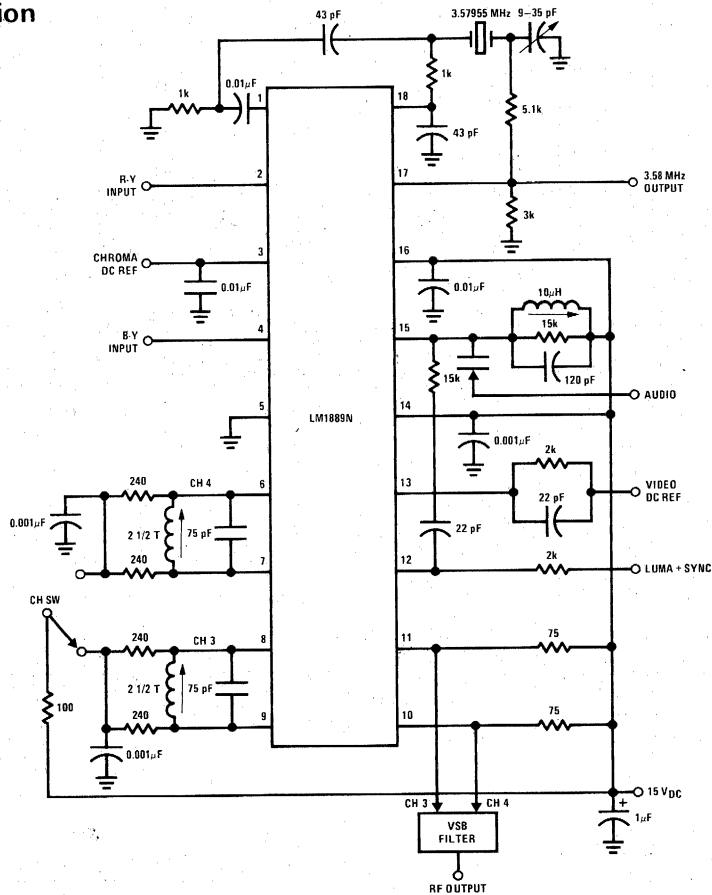 ion
43 pF
3.57955 MHz
9–35 pF
1k
0.01µF
1
18
1k
5.1k
43 pF
R-Y
INPUT
2
17
3.58 MHz
OUTPUT
3k
CHROMA
DC REF
3
16
0.01µF
0.01µF
10µH
15k
120 pF
B-Y
INPUT
4
15
15k
AUDIO
5
LM1889N
14
0.001µF
240
CH 4
6
13
2k
22 pF
VIDEO
DC REF
0.001µF
2 1/2 T
75 pF
22 pF
240
7
12
2k
LUMA + SYNC
CH SW
240
CH 3
8
11
75
100
2 1/2 T
75 pF
240
9
10
75
0.001µF
15 VDC
CH 3
CH 4
+
1µF
VSB
FILTER
RF OUTPUT